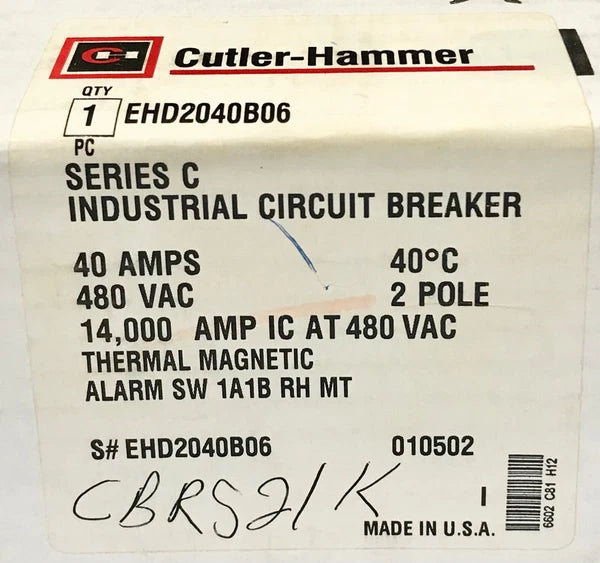 Cutler-Hammer
QTY
1 EHD2040B06
PC
SERIES C
INDUSTRIAL CIRCUIT BREAKER
40 AMPS 40°C
480 VAC 2 POLE
14,000 AMP IC AT 480 VAC
THERMAL MAGNETIC
ALARM SW 1A1B RH MT
S# EHD2040B06 010502
CBRS21K I
MADE IN U.S.A.
6602 C81 H12